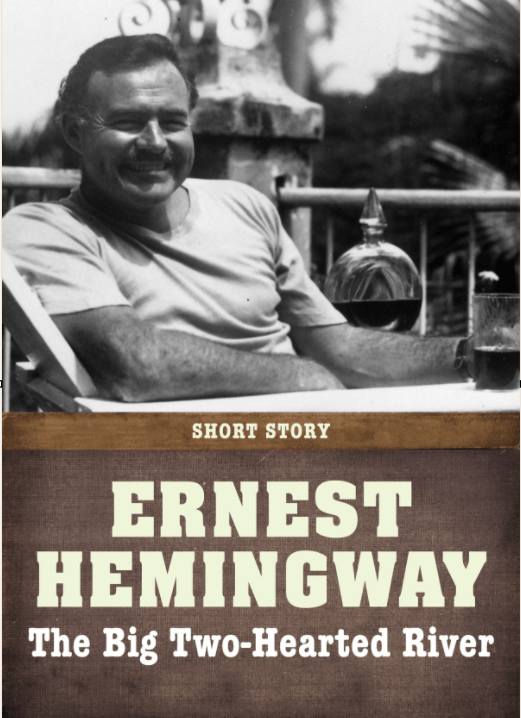 SHORT STORY
ERNEST
HEMINGWAY
The Big Two-Hearted River